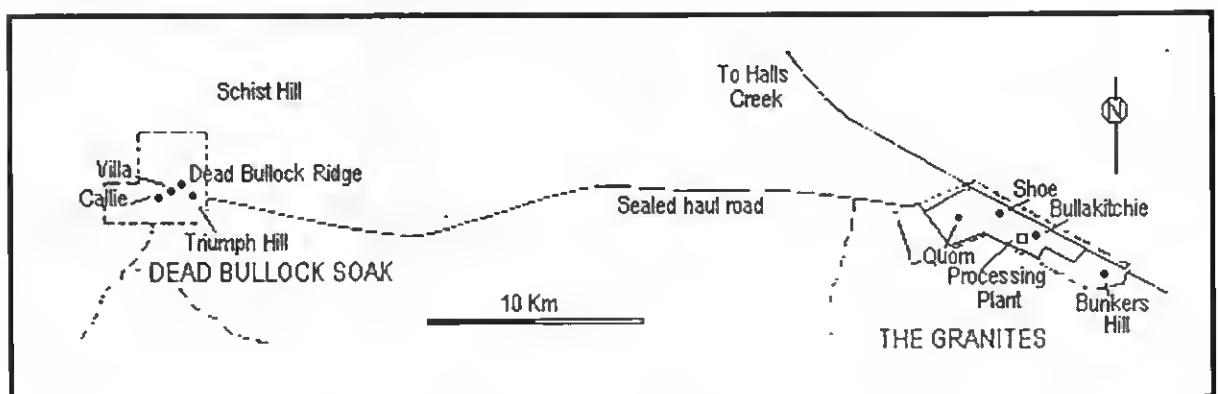 To Halls
Creek
Schist Hill
N
Villa
Dead Bullock Ridge
Callie
Shoe
Bullakitchie
Sealed haul road
Triumph Hill
DEAD BULLOCK SOAK
Quorn
Processing
Plant
10 Km
Bunkers
Hill
THE GRANITES